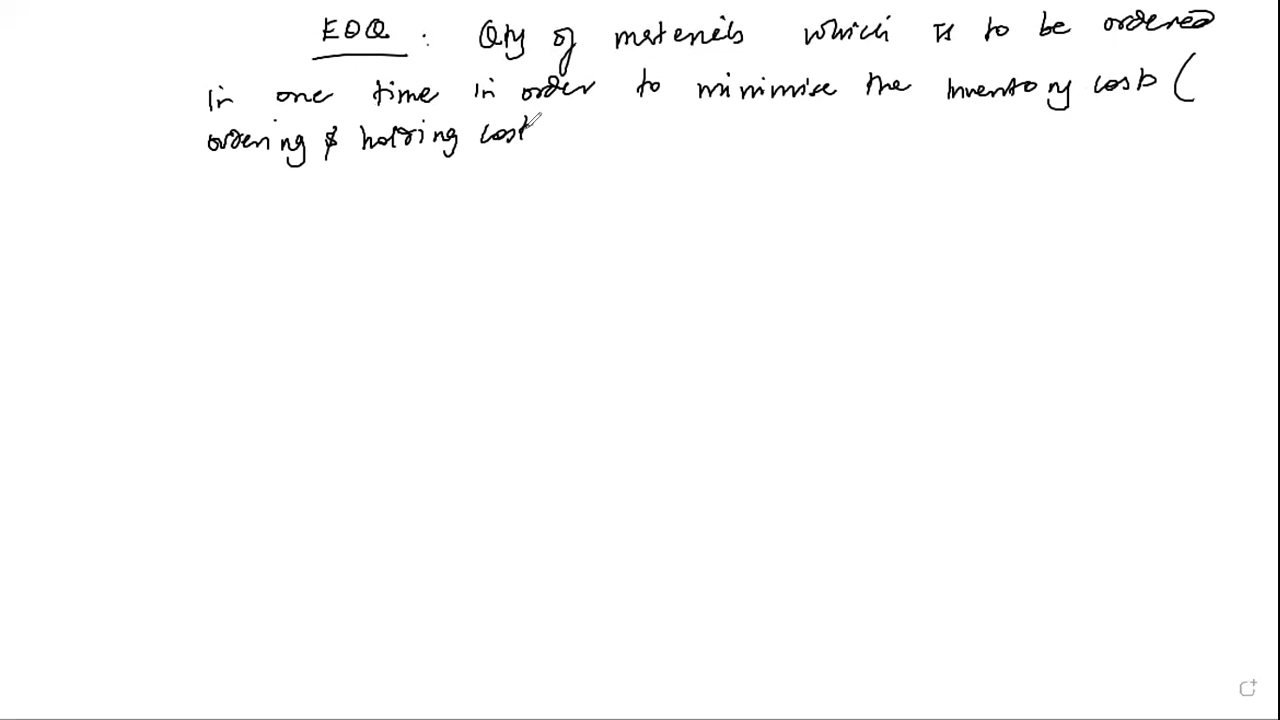 EOQ : Qty of materials which is to be ordered
in one time in order to minimise the inventory costs (
ordering & holding cost